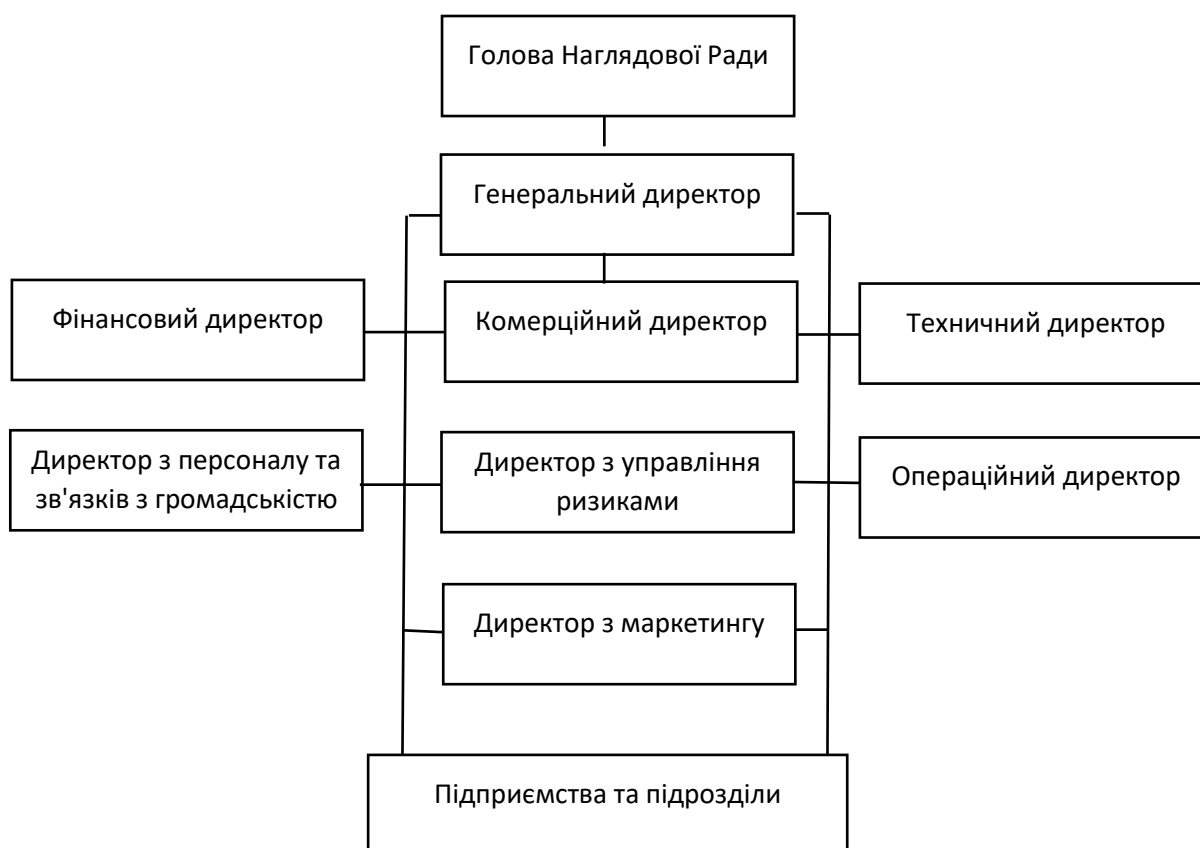 Голова Наглядової Ради
Генеральний директор
Фінансовий директор
Комерційний директор
Техничний директор
Директор з персоналу та
зв'язків з громадськістю
Директор з управління
ризиками
Операційний директор
Директор з маркетингу
Підприємства та підрозділи